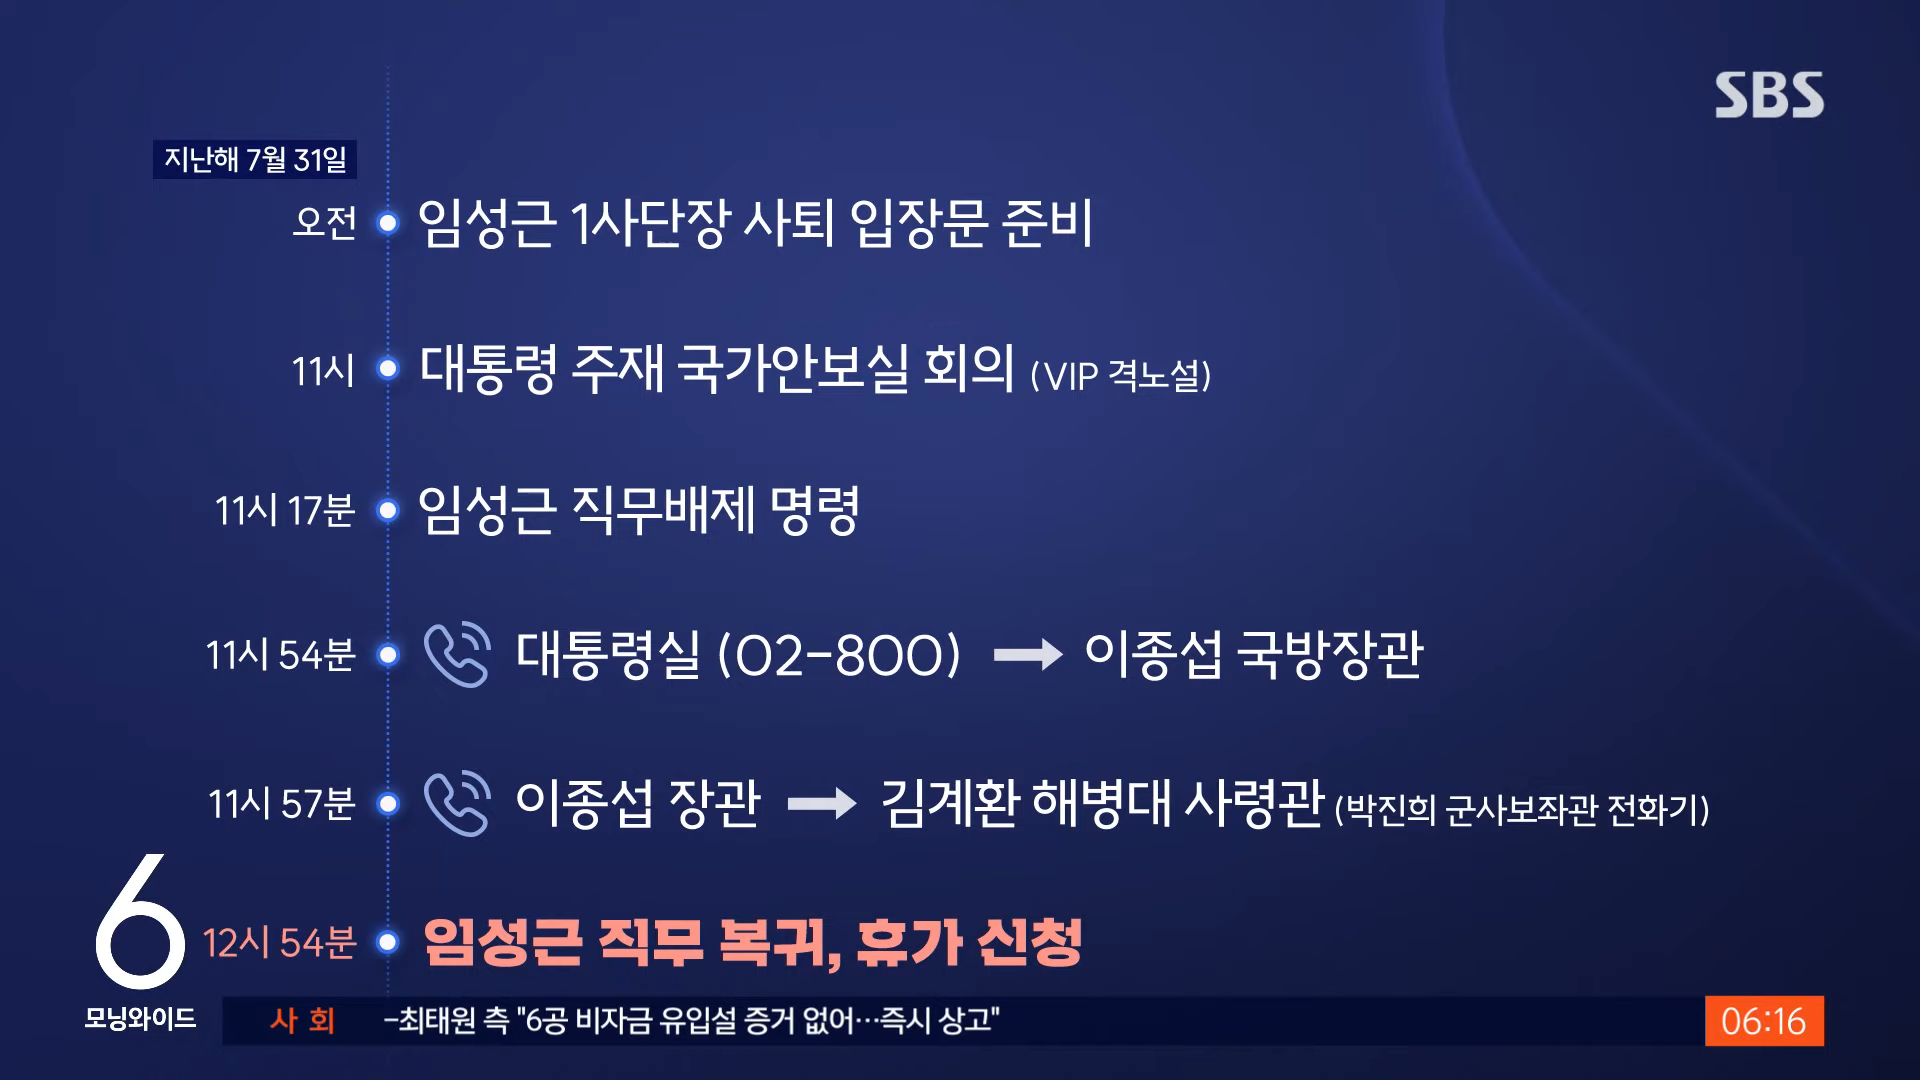 SBS
지난해 7월 31일
오전 임성근 1사단장 사퇴 입장문 준비
11시 대통령 주재 국가안보실 회의 (VIP 격노설)
11시 17분 임성근 직무배제 명령
11시 54분 대통령실 (02-800) → 이종섭 국방장관
11시 57분 이종섭 장관 → 김계환 해병대 사령관 (박진희 군사보좌관 전화기)
12시 54분 임성근 직무 복귀, 휴가 신청
6
모닝와이드
사회 -최태원 측 "6공 비자금 유입설 증거 없어…즉시 상고" 06:16